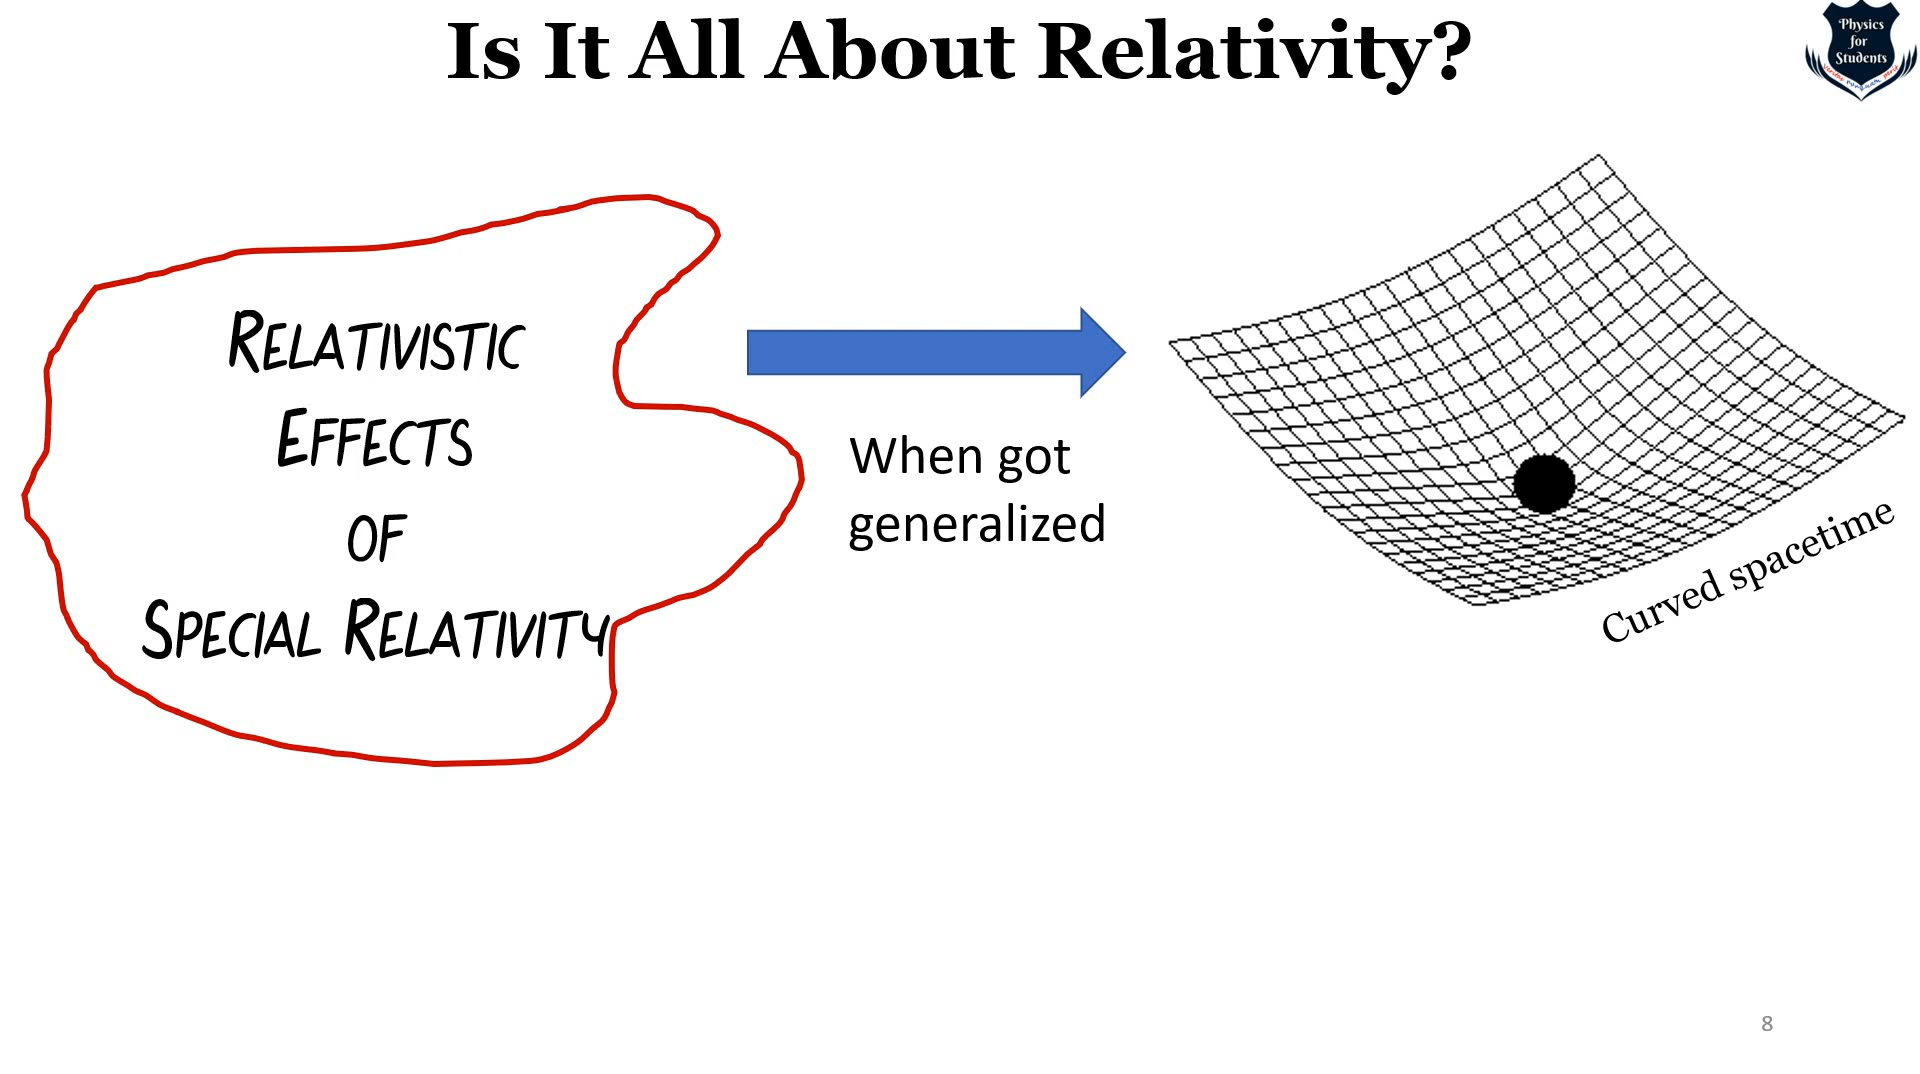 Is It All About Relativity?
Physics
for
Students
Relativistic
Effects
of
Special Relativity
When got
generalized
Curved spacetime
8